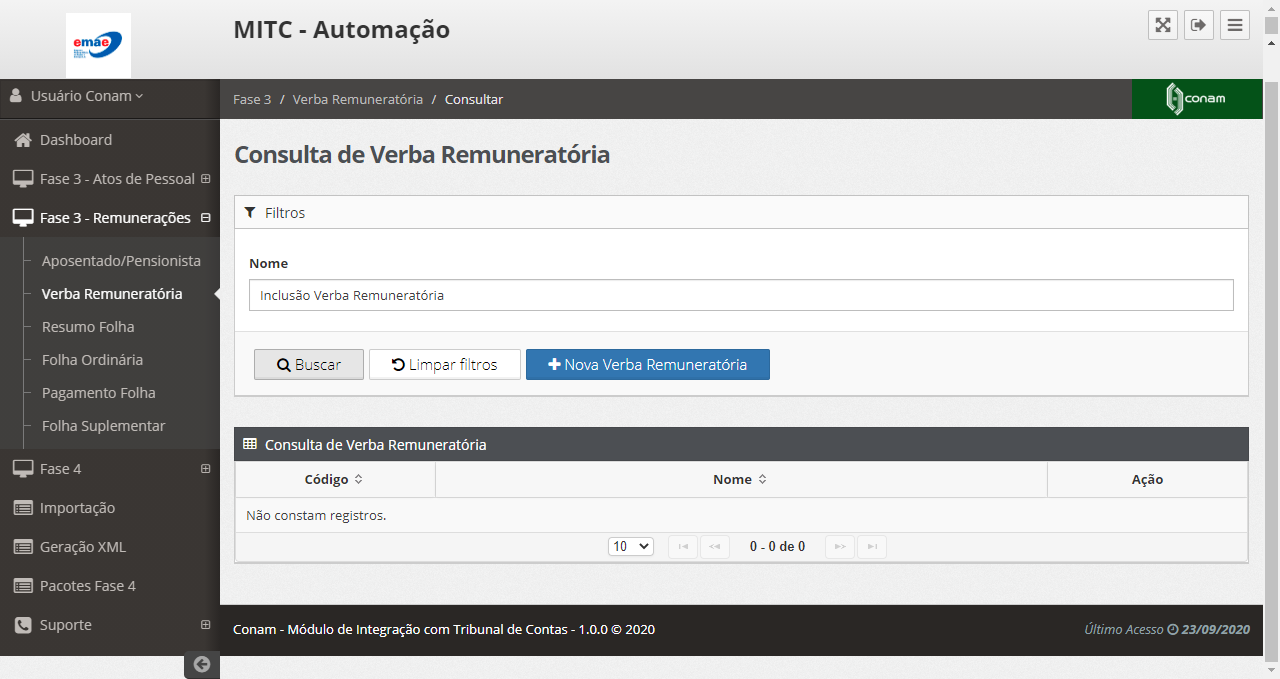 emae
MITC - Automação
Usuário Conam
Fase 3 / Verba Remuneratória / Consultar
conam
Dashboard
Fase 3 - Atos de Pessoal
Fase 3 - Remunerações
Aposentado/Pensionista
Verba Remuneratória
Resumo Folha
Folha Ordinária
Pagamento Folha
Folha Suplementar
Fase 4
Importação
Geração XML
Pacotes Fase 4
Suporte
Consulta de Verba Remuneratória
Filtros
Nome
Inclusão Verba Remuneratória
Buscar Limpar filtros Nova Verba Remuneratória
Consulta de Verba Remuneratória
Código Nome Ação
Não constam registros.
10 0 - 0 de 0
Conam - Módulo de Integração com Tribunal de Contas - 1.0.0 © 2020
Último Acesso 23/09/2020